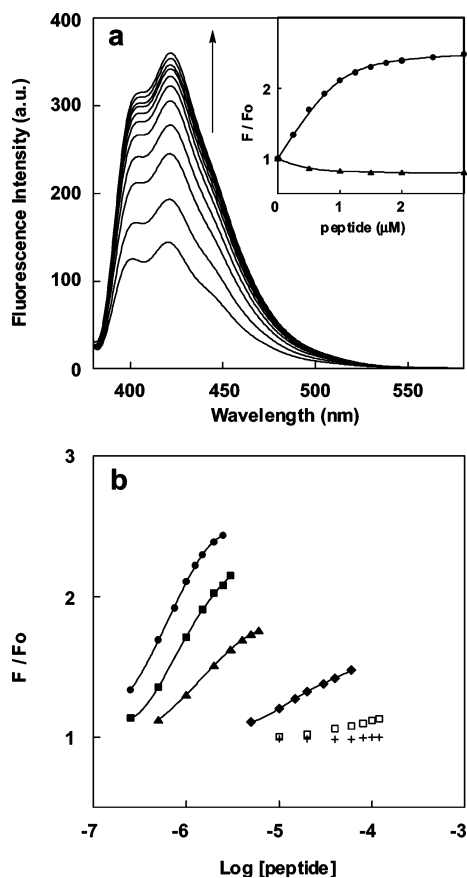 a
400
300
200
100
0
Fluorescence Intensity (a.u.)
400 450 500 550
Wavelength (nm)
2
1
F / Fo
0 1 2
peptide (µM)
b
3
2
1
F / Fo
-7 -6 -5 -4 -3
Log [peptide]